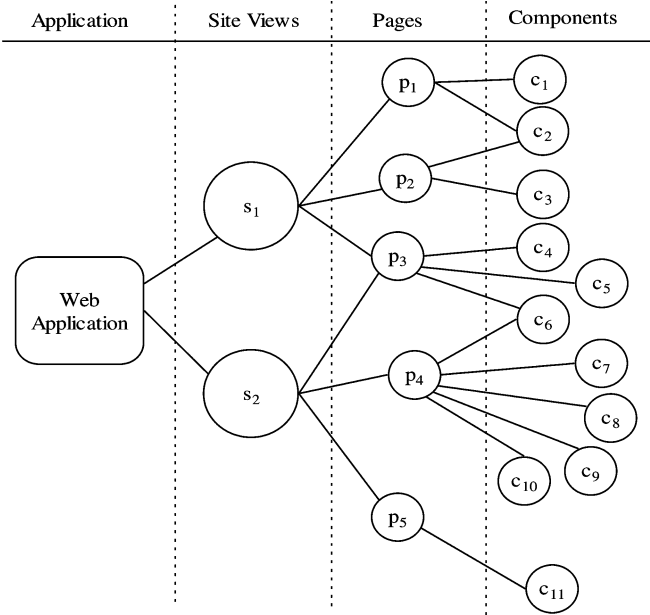 Application Site Views Pages Components
p1
c1
c2
p2
c3
s1
c4
p3
c5
Web
Application
c6
c7
p4
s2
c8
c9
c10
p5
c11